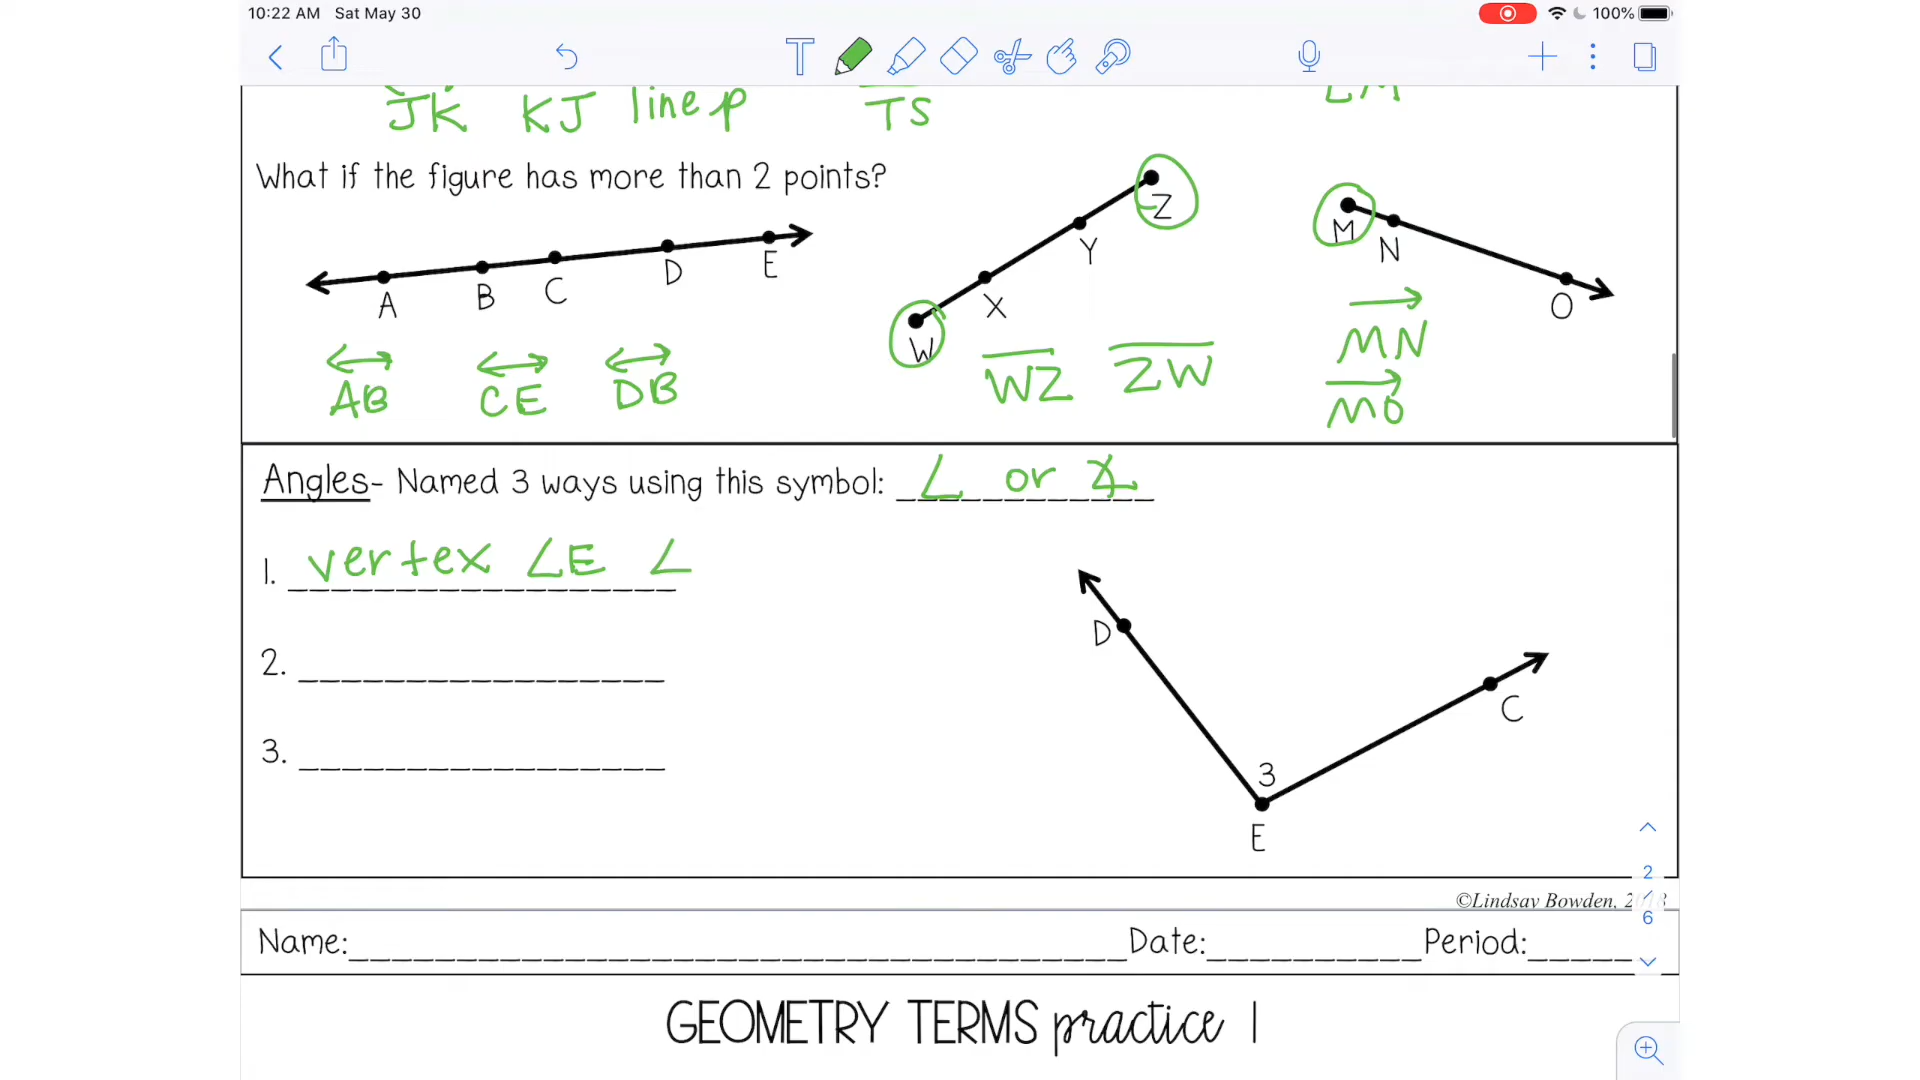 10:22 AM Sat May 30
100%
T
JK KJ line p TS LM
What if the figure has more than 2 points?
A B C D E
W X Y Z
M N O
AB CE DB
WZ ZW
MN
MO
Angles- Named 3 ways using this symbol: ∠ or ∡
1. vertex ∠E ∠
2.
3.
D
C
3
E
2
6
©Lindsay Bowden, 2018
Name: Date: Period:
GEOMETRY TERMS practice 1